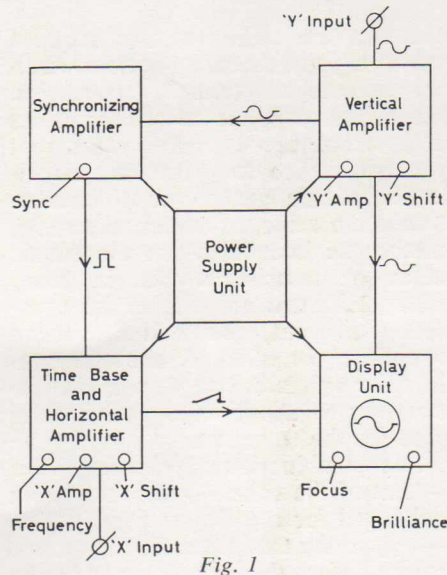 'Y' Input
Synchronizing
Amplifier
Vertical
Amplifier
Sync
'Y' Amp
'Y' Shift
Power
Supply
Unit
Time Base
and
Horizontal
Amplifier
Display
Unit
'X' Amp
'X' Shift
Focus
Frequency
Brilliance
'X' Input
Fig. 1